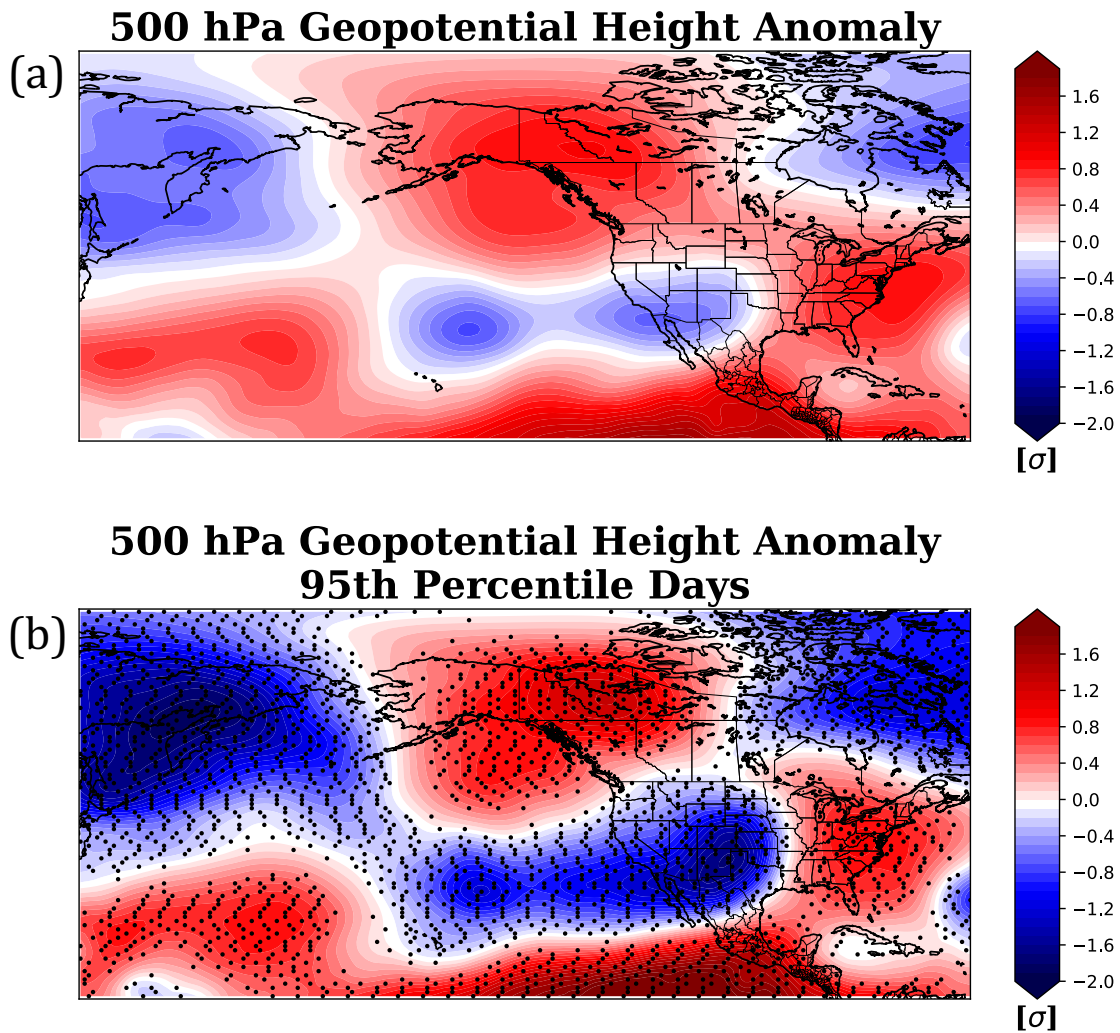 500 hPa Geopotential Height Anomaly
(a)
1.6
1.2
0.8
0.4
0.0
−0.4
−0.8
−1.2
−1.6
−2.0
[σ]
500 hPa Geopotential Height Anomaly
95th Percentile Days
(b)
1.6
1.2
0.8
0.4
0.0
−0.4
−0.8
−1.2
−1.6
−2.0
[σ]